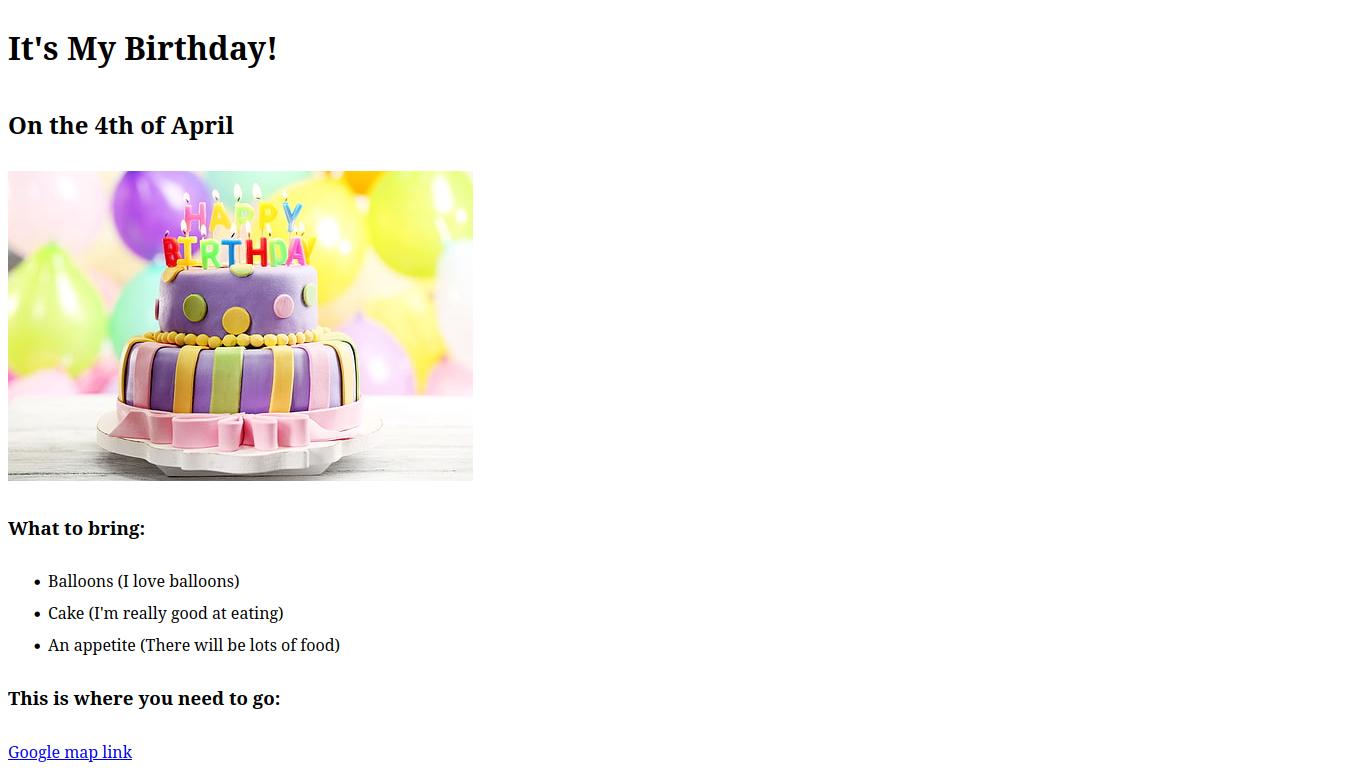 It's My Birthday!
On the 4th of April
HAPPY
BIRTHDAY
What to bring:
Balloons (I love balloons)
Cake (I'm really good at eating)
An appetite (There will be lots of food)
This is where you need to go:
Google map link